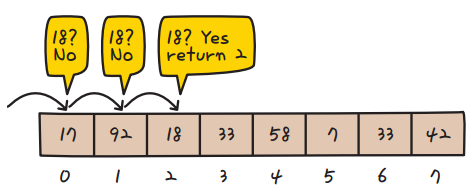 18?
No
18?
No
18? Yes
return 2
17 92 18 33 58 7 33 42
0 1 2 3 4 5 6 7